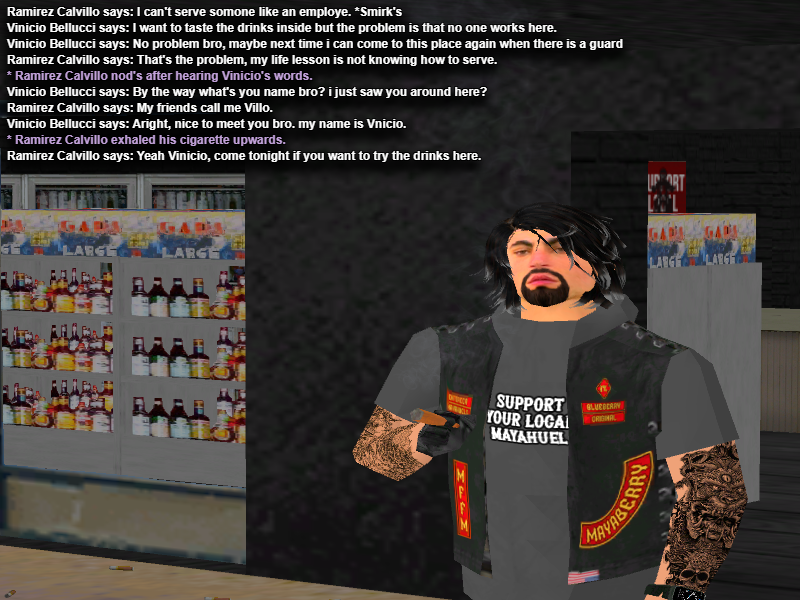 Ramirez Calvillo says: I can't serve somone like an employe. *Smirk's
Vinicio Bellucci says: I want to taste the drinks inside but the problem is that no one works here.
Vinicio Bellucci says: No problem bro, maybe next time i can come to this place again when there is a guard
Ramirez Calvillo says: That's the problem, my life lesson is not knowing how to serve.
* Ramirez Calvillo nod's after hearing Vinicio's words.
Vinicio Bellucci says: By the way what's you name bro? i just saw you around here?
Ramirez Calvillo says: My friends call me Villo.
Vinicio Bellucci says: Aright, nice to meet you bro. my name is Vnicio.
* Ramirez Calvillo exhaled his cigarette upwards.
Ramirez Calvillo says: Yeah Vinicio, come tonight if you want to try the drinks here.
LARGE
LARGE
LARGE
LARGE
SUPPORT
YOUR LOCAL
MAYAHUEL
BLUEBERRY
ORIGINAL
MFFM
MAYABERRY